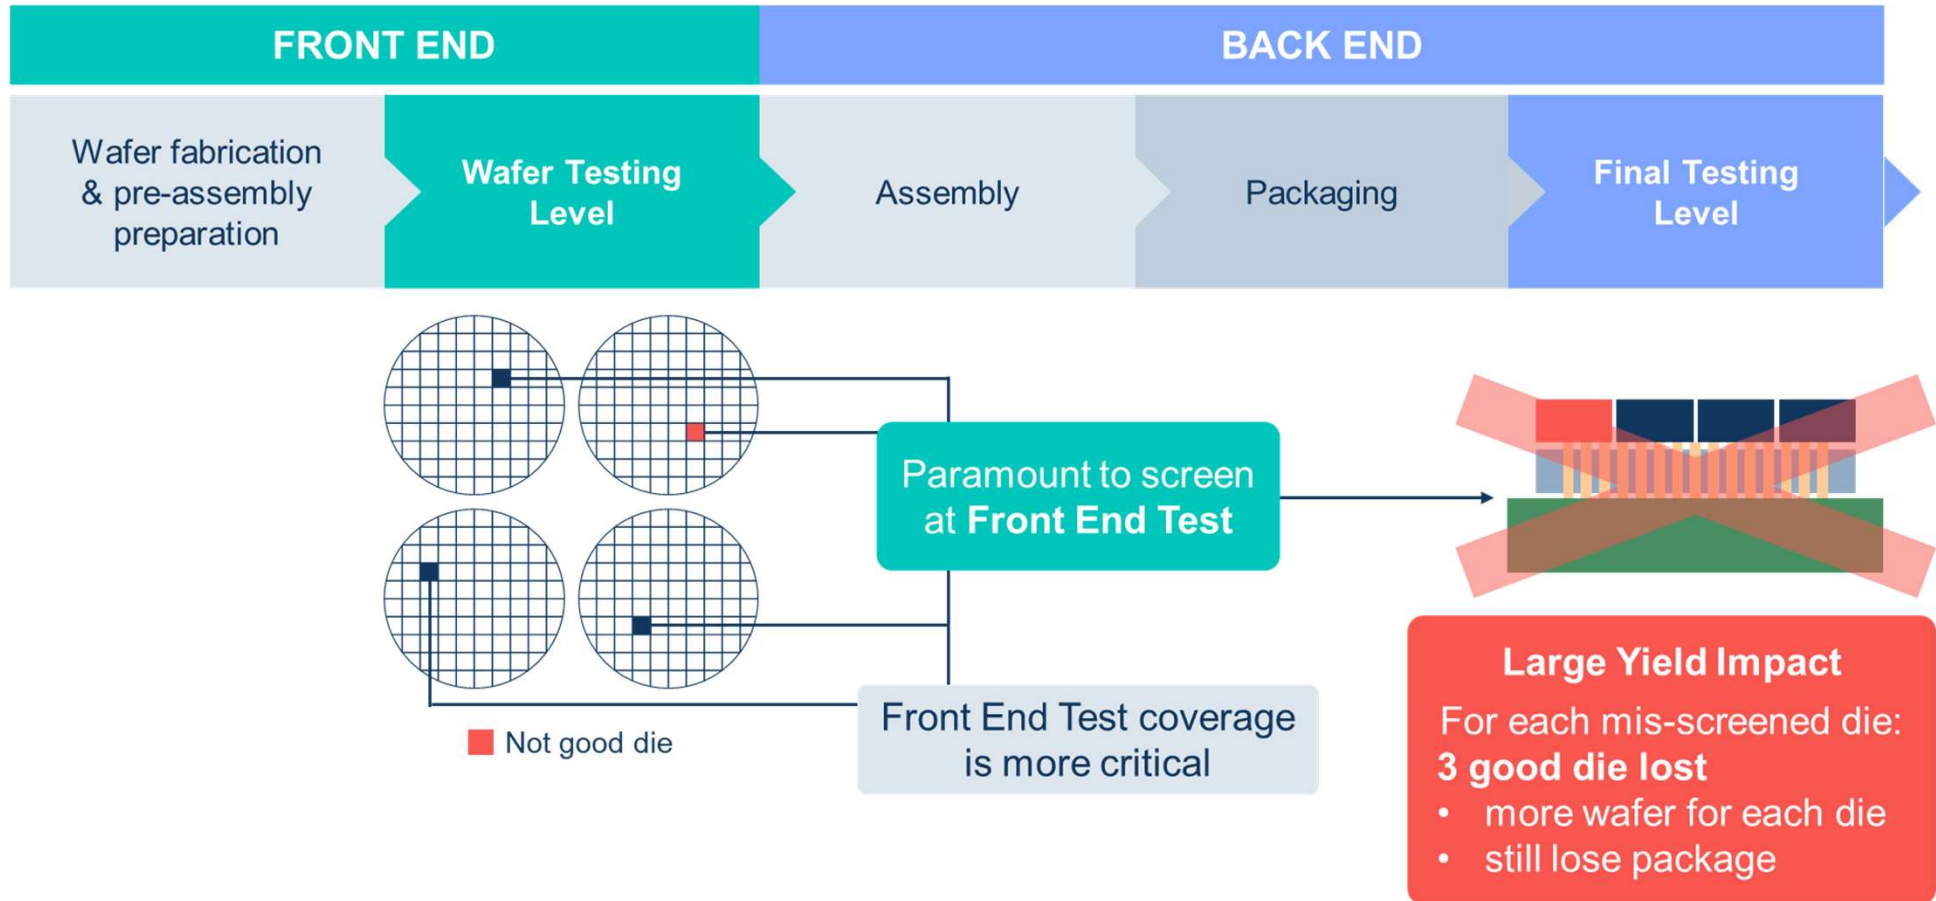 FRONT END
BACK END
Wafer fabrication
& pre-assembly
preparation
Wafer Testing
Level
Assembly
Packaging
Final Testing
Level
Paramount to screen
at Front End Test
Not good die
Front End Test coverage
is more critical
Large Yield Impact
For each mis-screened die:
3 good die lost
• more wafer for each die
• still lose package